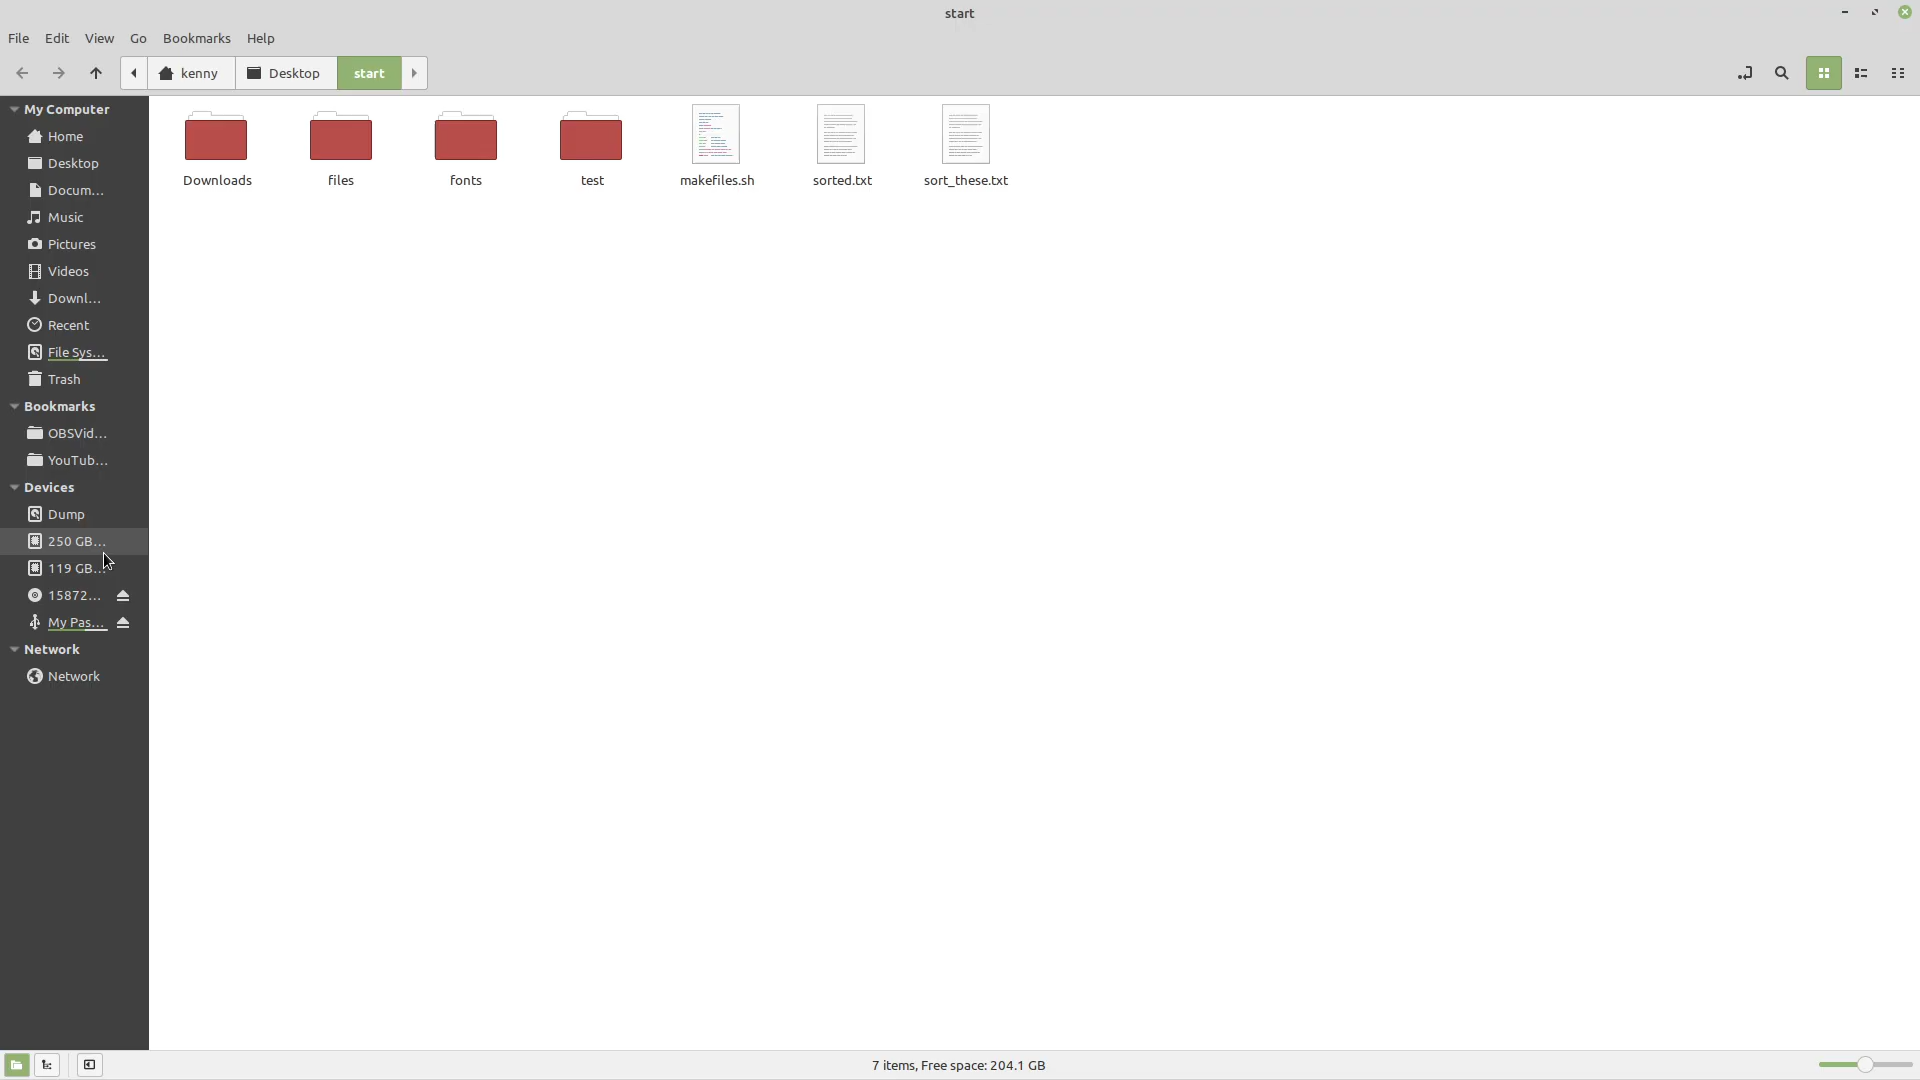 start
File Edit View Go Bookmarks Help
kenny Desktop start
My Computer
Home
Desktop
Docum...
Music
Pictures
Videos
Downl...
Recent
File Sys...
Trash
Bookmarks
OBSVid...
YouTub...
Devices
Dump
250 GB...
119 GB...
15872...
My Pas...
Network
Network
Downloads files fonts test makefiles.sh sorted.txt sort_these.txt
7 items, Free space: 204.1 GB